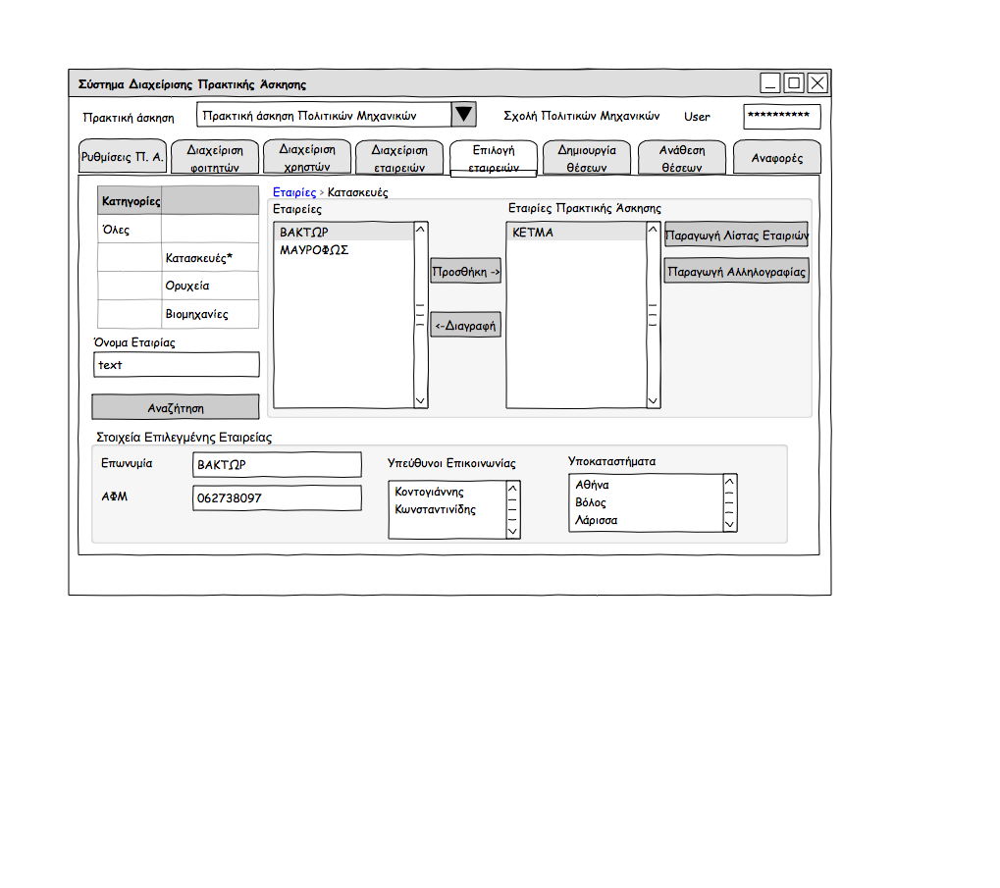 Σύστημα Διαχείρισης Πρακτικής Άσκησης
Πρακτική άσκηση
Πρακτική άσκηση Πολιτικών Μηχανικών
Σχολή Πολιτικών Μηχανικών
User
**********
Ρυθμίσεις Π. Α.
Διαχείριση
φοιτητών
Διαχείριση
χρηστών
Διαχείριση
εταιρειών
Επιλογή
εταιρειών
Δημιουργία
θέσεων
Ανάθεση
θέσεων
Αναφορές
Κατηγορίες
Όλες
Κατασκευές*
Ορυχεία
Βιομηχανίες
Όνομα Εταιρίας
text
Αναζήτηση
Εταιρίες > Κατασκευές
Εταιρείες
ΒΑΚΤΩΡ
ΜΑΥΡΟΦΩΣ
Προσθήκη ->
<-Διαγραφή
Εταιρίες Πρακτικής Άσκησης
ΚΕΤΜΑ
Παραγωγή Λίστας Εταιριών
Παραγωγή Αλληλογραφίας
Στοιχεία Επιλεγμένης Εταιρείας
Επωνυμία
ΒΑΚΤΩΡ
ΑΦΜ
062738097
Υπεύθυνοι Επικοινωνίας
Κοντογιάννης
Κωνσταντινίδης
Υποκαταστήματα
Αθήνα
Βόλος
Λάρισσα